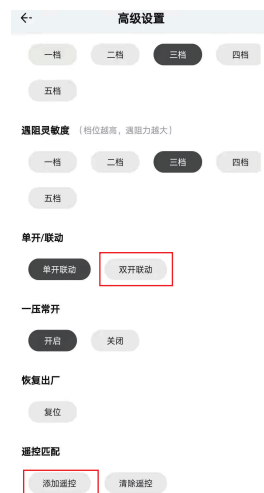 高级设置
一档 二档 三档 四档
五档
遇阻灵敏度 (档位越高, 遇阻力越大)
一档 二档 三档 四档
五档
单开/联动
单开联动 双开联动
一压常开
开启 关闭
恢复出厂
复位
遥控匹配
添加遥控 清除遥控